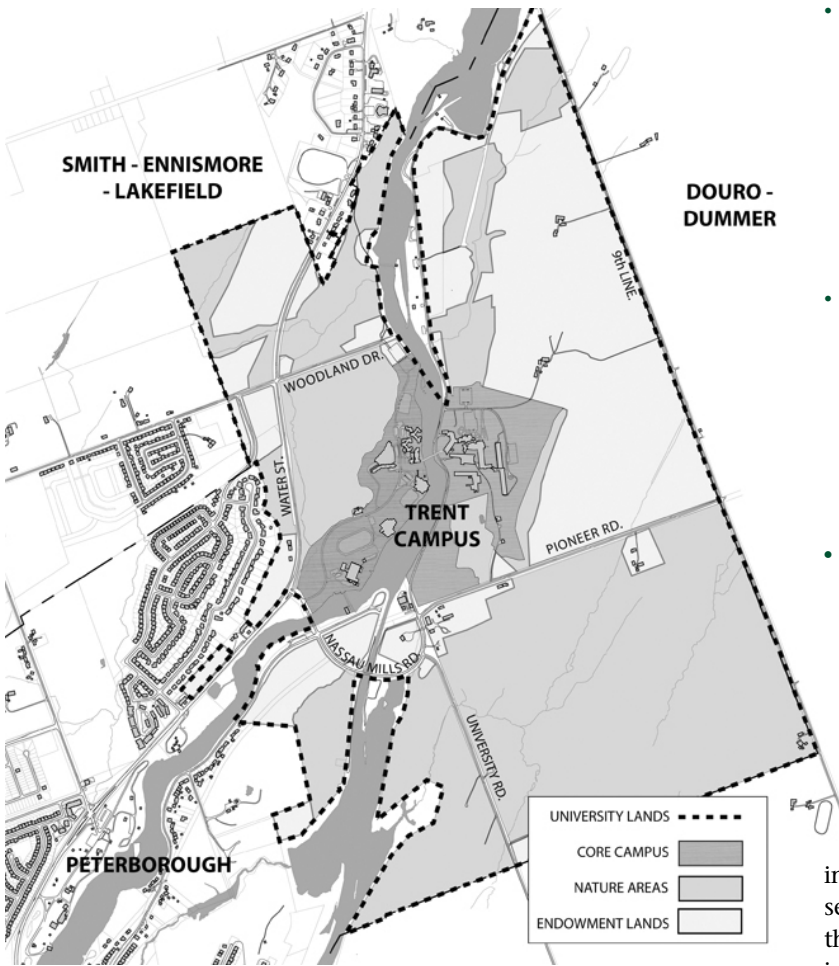 SMITH - ENNISMORE
- LAKEFIELD
DOURO -
DUMMER
9th LINE.
WOODLAND DR.
WATER ST.
TRENT
CAMPUS
PIONEER RD.
NASSAU MILLS RD
UNIVERSITY RD.
PETERBOROUGH
UNIVERSITY LANDS
CORE CAMPUS
NATURE AREAS
ENDOWMENT LANDS